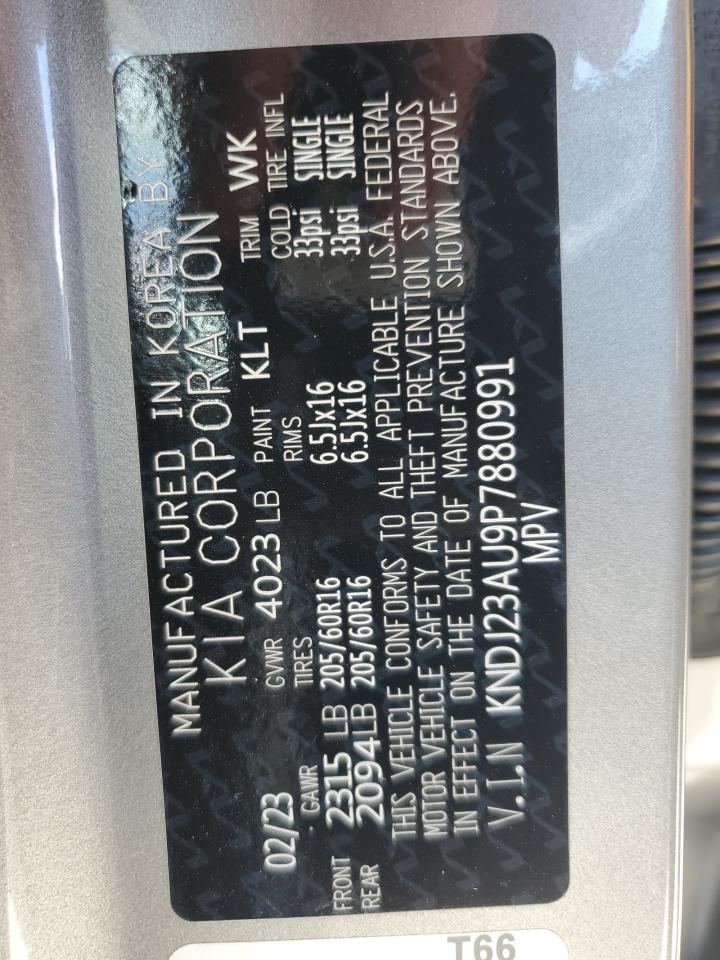 MANUFACTURED IN KOREA BY
KIA CORPORATION
02/23 GVWR 4023 LB PAINT KLT TRIM WK
GAWR TIRES RIMS COLD TIRE INFL
FRONT 2315 LB 205/60R16 6.5Jx16 33psi SINGLE
REAR 2094LB 205/60R16 6.5Jx16 33psi SINGLE
THIS VEHICLE CONFORMS TO ALL APPLICABLE U.S.A. FEDERAL
MOTOR VEHICLE SAFETY AND THEFT PREVENTION STANDARDS
IN EFFECT ON THE DATE OF MANUFACTURE SHOWN ABOVE.
V.I.N KNDJ23AU9P7880991
MPV
T66